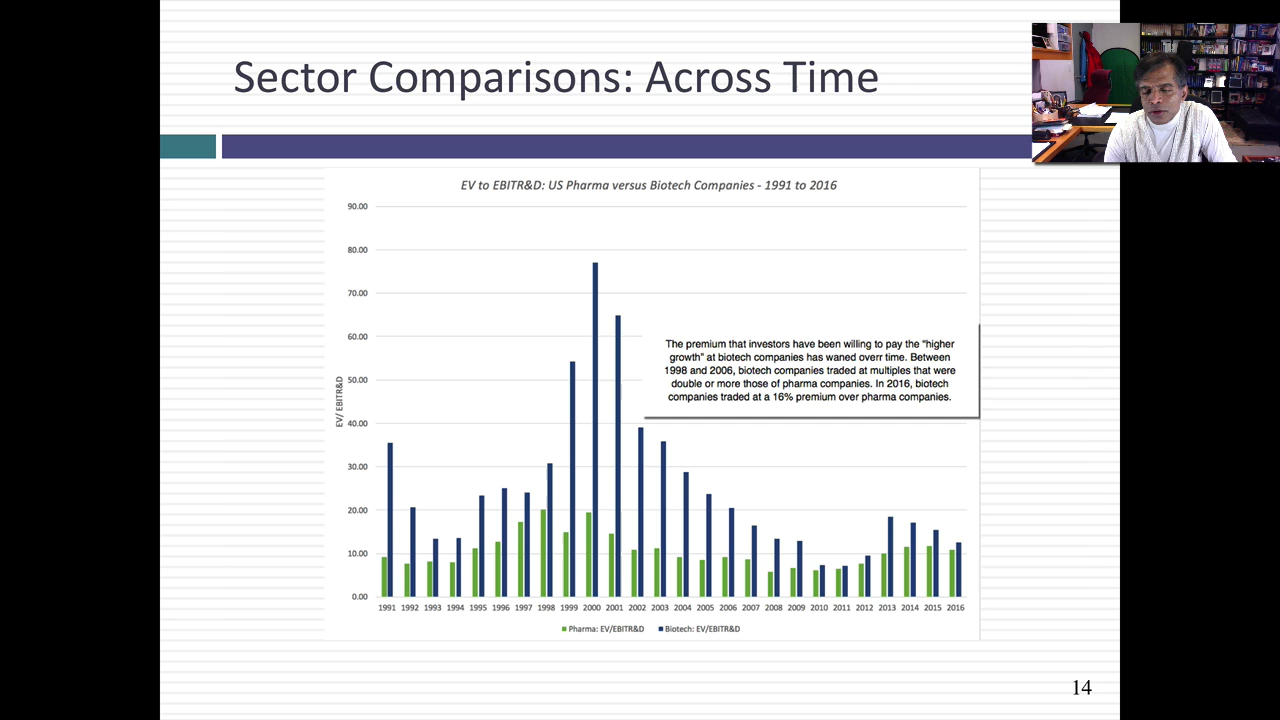 Sector Comparisons: Across Time
EV to EBITR&D: US Pharma versus Biotech Companies - 1991 to 2016
90.00
80.00
70.00
60.00
50.00
40.00
30.00
20.00
10.00
0.00
EV/ EBITR&D
The premium that investors have been willing to pay the "higher
growth" at biotech companies has waned overr time. Between
1998 and 2006, biotech companies traded at multiples that were
double or more those of pharma companies. In 2016, biotech
companies traded at a 16% premium over pharma companies.
1991 1992 1993 1994 1995 1996 1997 1998 1999 2000 2001 2002 2003 2004 2005 2006 2007 2008 2009 2010 2011 2012 2013 2014 2015 2016
Pharma: EV/EBITR&D Biotech: EV/EBITR&D
14